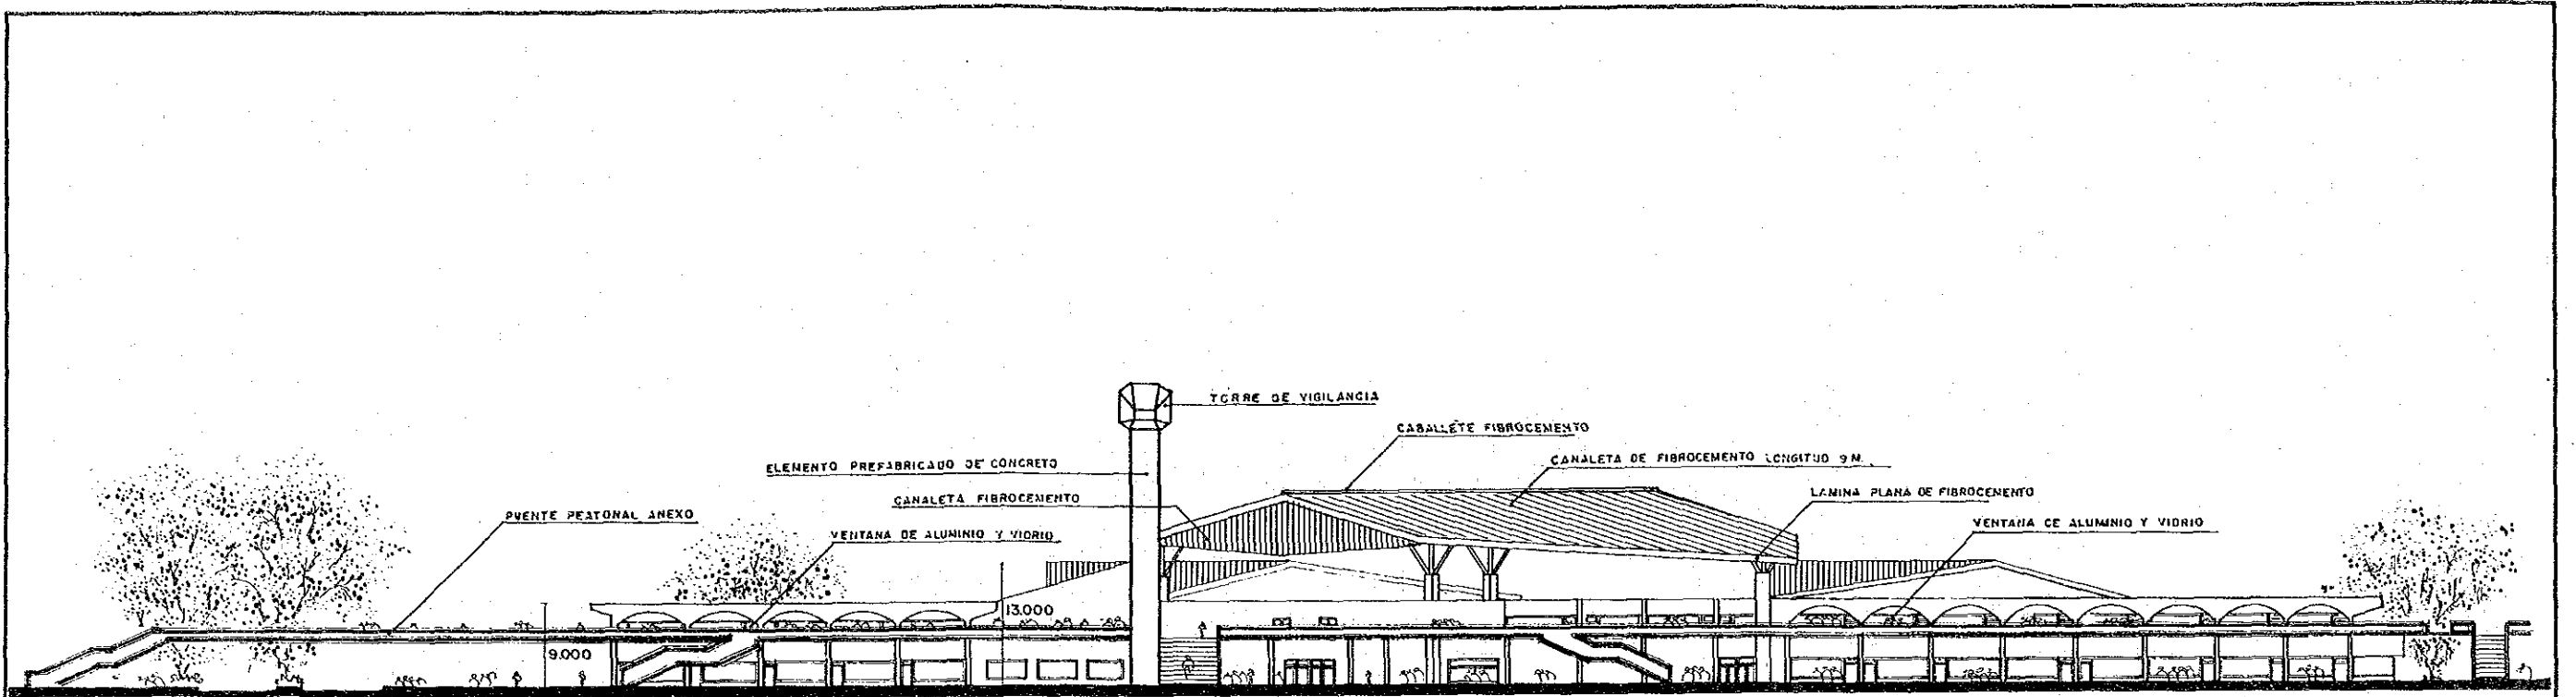 TORRE DE VIGILANCIA
CABALLETE FIBROCEMENTO
ELEMENTO PREFABRICADO DE CONCRETO
CANALETA DE FIBROCEMENTO LONGITUD 9 M.
CANALETA FIBROCEMENTO
LAMINA PLANA DE FIBROCEMENTO
PUENTE PEATONAL ANEXO
VENTANA DE ALUMINIO Y VIDRIO
VENTANA DE ALUMINIO Y VIDRIO
13.000
9.000